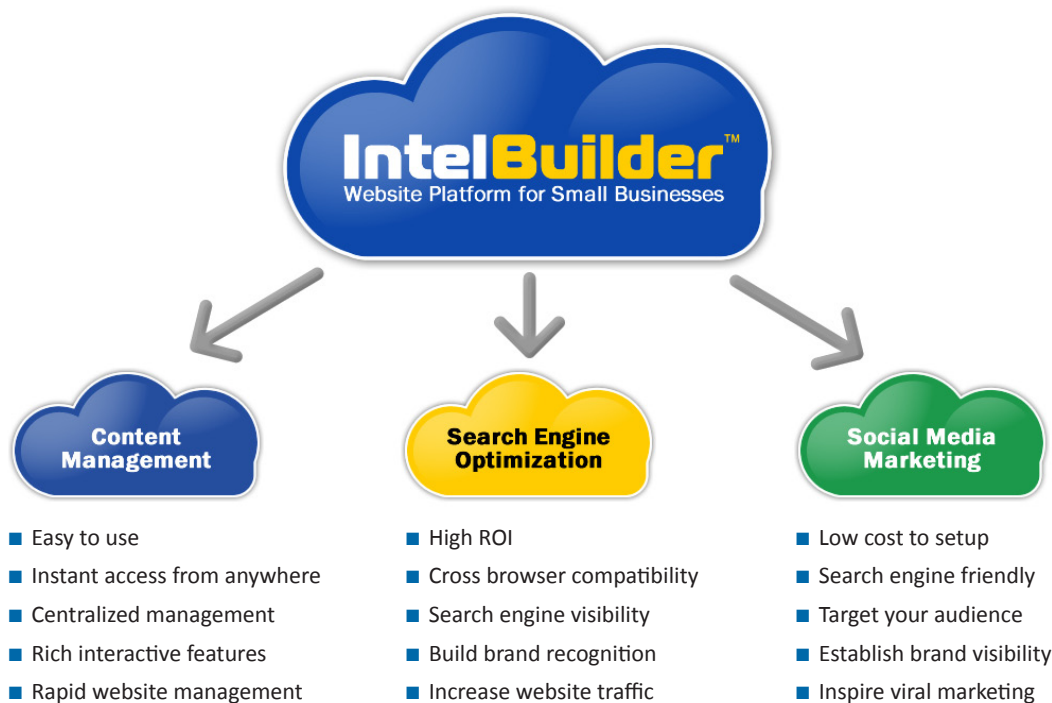 IntelBuilder™
Website Platform for Small Businesses
Content
Management
Search Engine
Optimization
Social Media
Marketing
Easy to use
Instant access from anywhere
Centralized management
Rich interactive features
Rapid website management
High ROI
Cross browser compatibility
Search engine visibility
Build brand recognition
Increase website traffic
Low cost to setup
Search engine friendly
Target your audience
Establish brand visibility
Inspire viral marketing